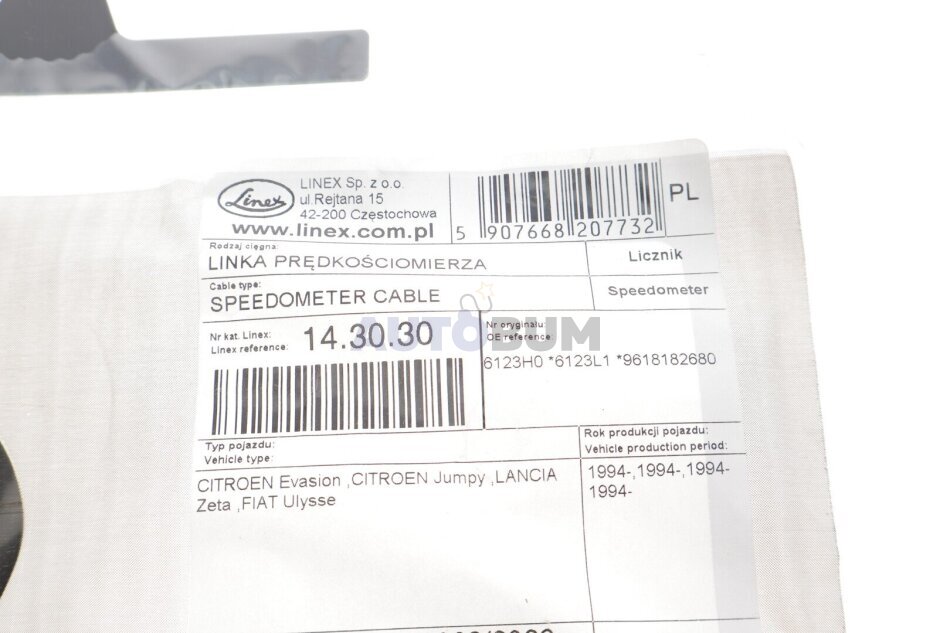 Linex
LINEX Sp. z o.o.
ul.Rejtana 15
42-200 Częstochowa
www.linex.com.pl
5 907668 207732
PL
Rodzaj cięgna:
LINKA PRĘDKOŚCIOMIERZA
Licznik
Cable type:
SPEEDOMETER CABLE
Speedometer
AUTOBUM
Nr kat. Linex:
Linex reference:
14.30.30
Nr oryginału:
OE reference:
6123H0 *6123L1 *9618182680
Typ pojazdu:
Vehicle type:
Rok produkcji pojazdu:
Vehicle production period:
CITROEN Evasion ,CITROEN Jumpy ,LANCIA
Zeta ,FIAT Ulysse
1994-,1994-,1994-
1994-